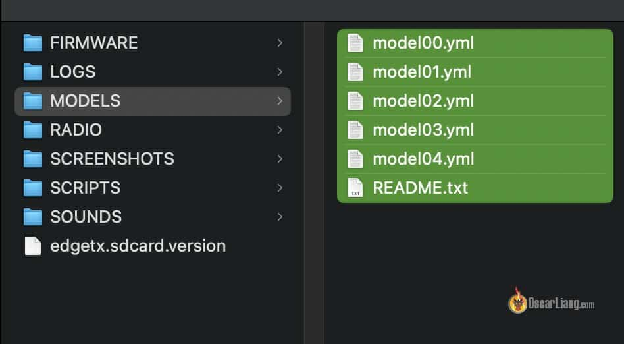 FIRMWARE
LOGS
MODELS
RADIO
SCREENSHOTS
SCRIPTS
SOUNDS
edgetx.sdcard.version
model00.yml
model01.yml
model02.yml
model03.yml
model04.yml
README.txt
OscarLiang.com